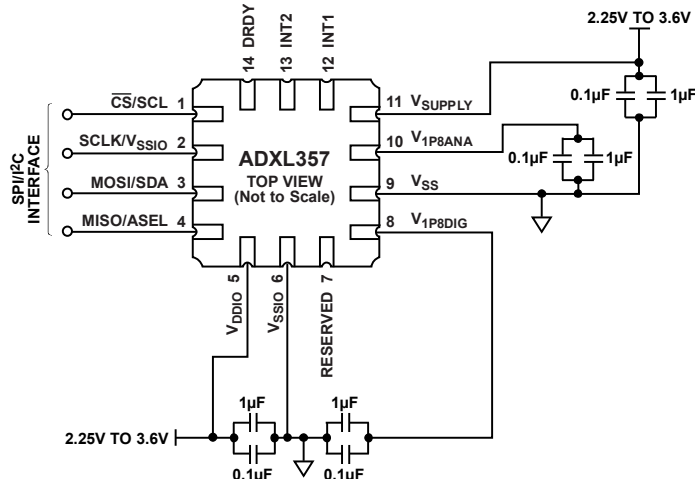 2.25V TO 3.6V
14 DRDY
13 INT2
12 INT1
0.1µF
1µF
CS/SCL 1
11 VSUPPLY
SPI/I²C
INTERFACE
SCLK/VSSIO 2
ADXL357
TOP VIEW
(Not to Scale)
10 V1P8ANA
0.1µF
1µF
MOSI/SDA 3
9 VSS
MISO/ASEL 4
8 V1P8DIG
VDDIO 5
VSSIO 6
RESERVED 7
1µF
1µF
2.25V TO 3.6V
0.1µF
0.1µF